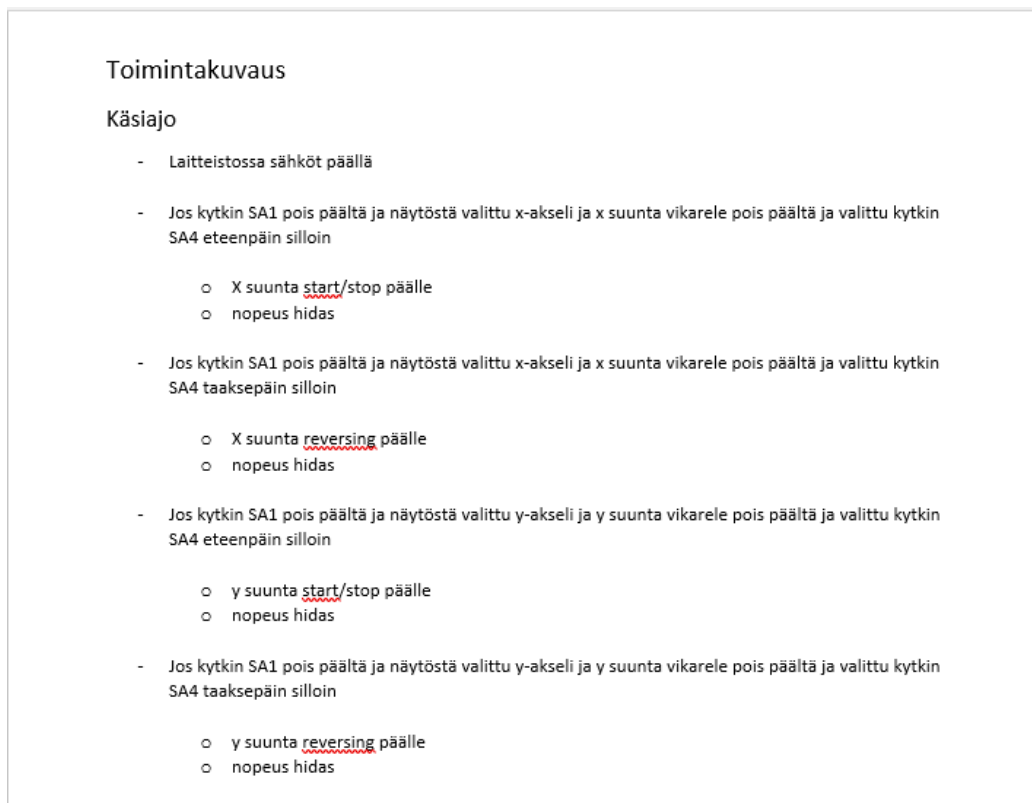 Toimintakuvaus
Käsiajo
- Laitteistossa sähköt päällä
- Jos kytkin SA1 pois päältä ja näytöstä valittu x-akseli ja x suunta vikarele pois päältä ja valittu kytkin
SA4 eteenpäin silloin
o X suunta start/stop päälle
o nopeus hidas
- Jos kytkin SA1 pois päältä ja näytöstä valittu x-akseli ja x suunta vikarele pois päältä ja valittu kytkin
SA4 taaksepäin silloin
o X suunta reversing päälle
o nopeus hidas
- Jos kytkin SA1 pois päältä ja näytöstä valittu y-akseli ja y suunta vikarele pois päältä ja valittu kytkin
SA4 eteenpäin silloin
o y suunta start/stop päälle
o nopeus hidas
- Jos kytkin SA1 pois päältä ja näytöstä valittu y-akseli ja y suunta vikarele pois päältä ja valittu kytkin
SA4 taaksepäin silloin
o y suunta reversing päälle
o nopeus hidas